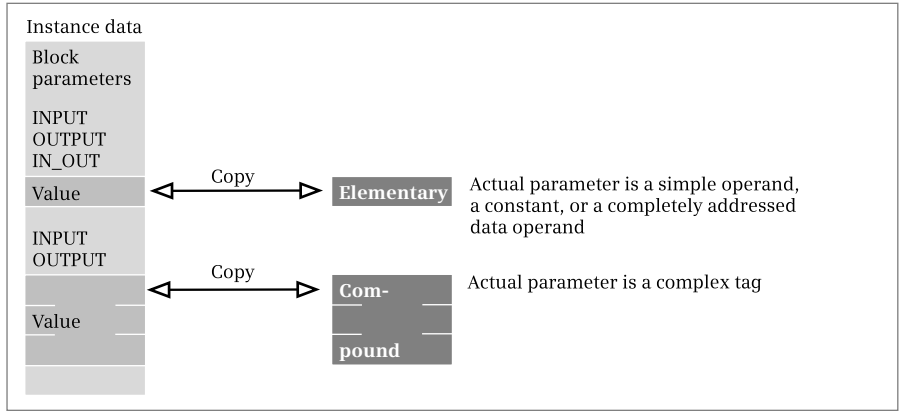 Instance data
Block
parameters
INPUT
OUTPUT
IN_OUT
Value
Copy
Elementary
Actual parameter is a simple operand,
a constant, or a completely addressed
data operand
INPUT
OUTPUT
Value
Copy
Com-
pound
Actual parameter is a complex tag